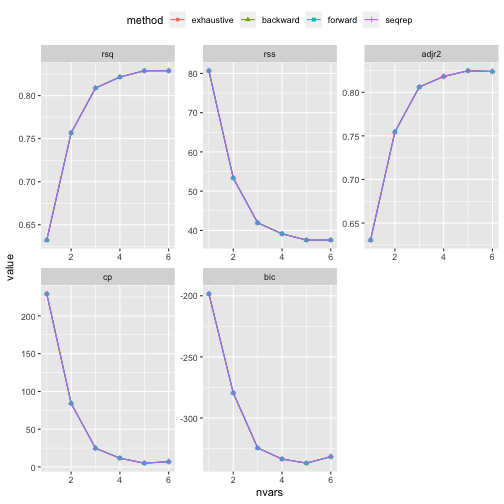 method exhaustive backward forward seqrep
rsq rss adjr2
0.80
0.75
0.70
0.65
2 4 6
80
70
60
50
40
2 4 6
0.80
0.75
0.70
0.65
2 4 6
value
cp bic
200
150
100
50
0
2 4 6
-200
-250
-300
2 4 6
nvars